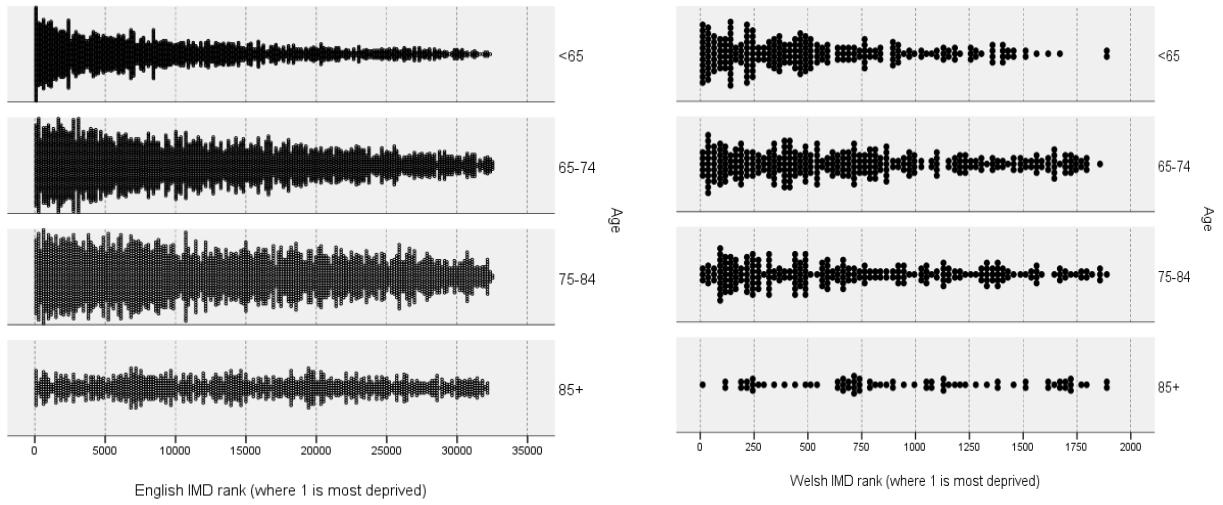 <65
65-74
75-84
85+
Age
0 5000 10000 15000 20000 25000 30000 35000
English IMD rank (where 1 is most deprived)
<65
65-74
75-84
85+
Age
0 250 500 750 1000 1250 1500 1750 2000
Welsh IMD rank (where 1 is most deprived)